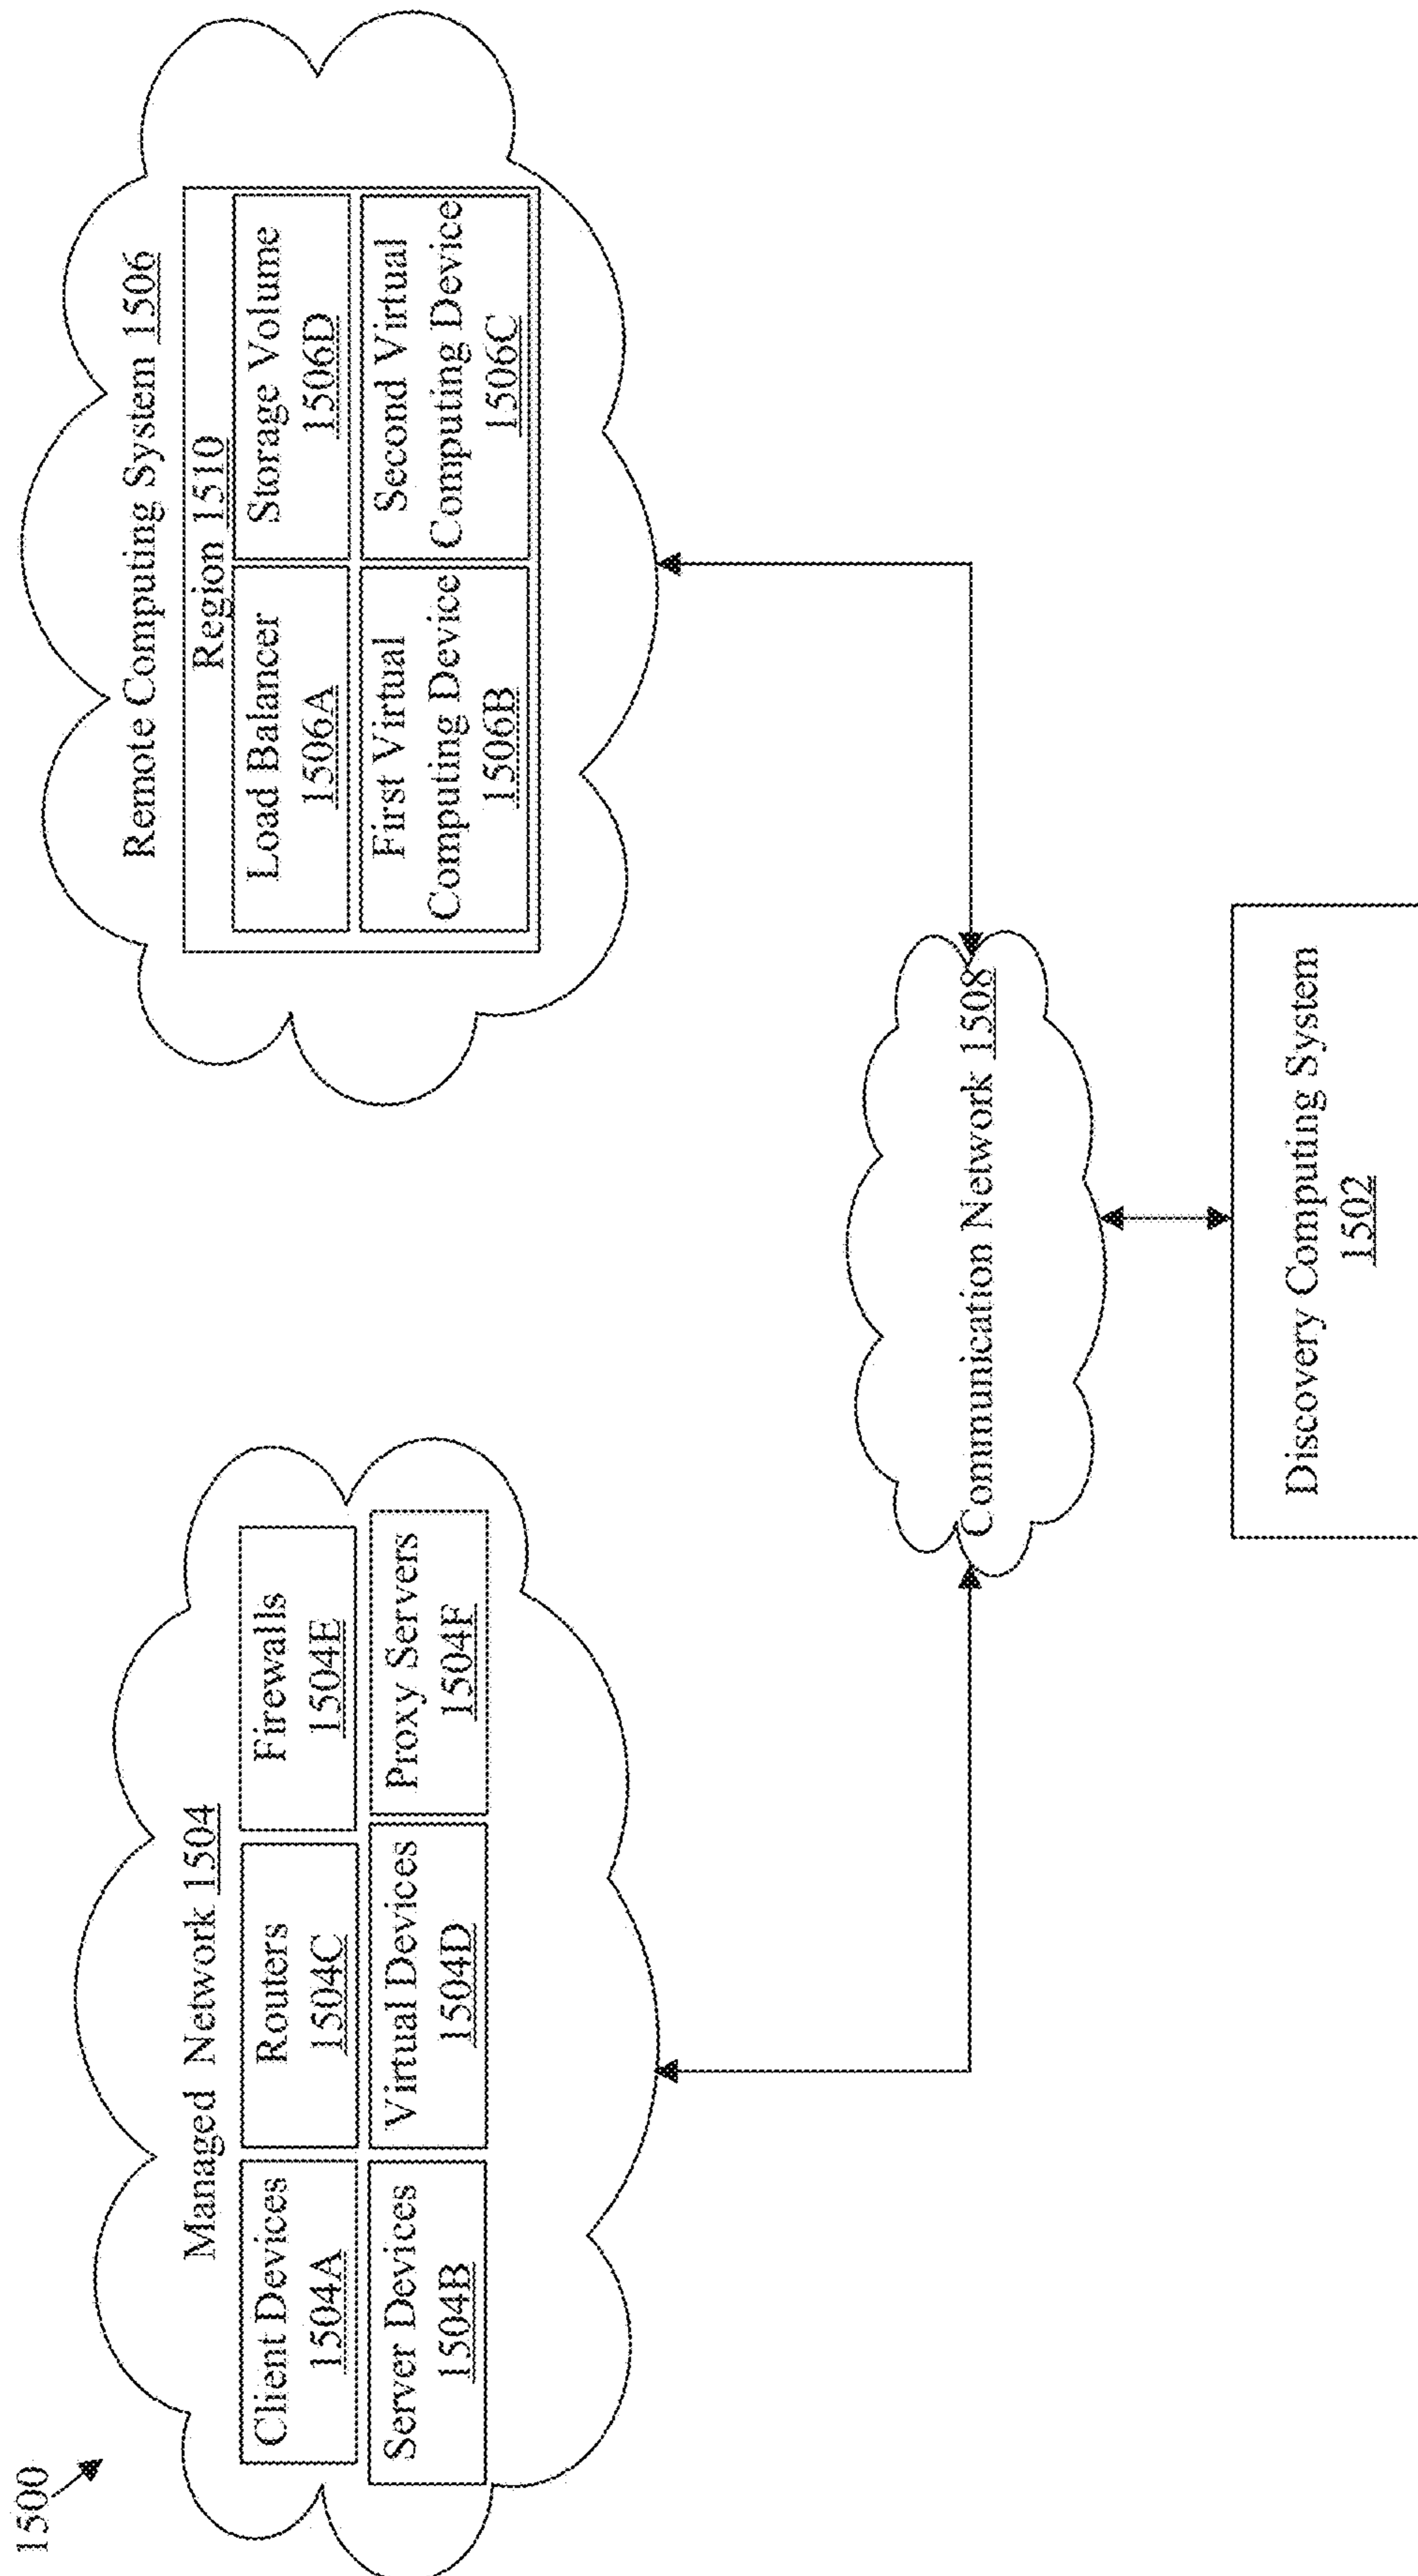 1500
Managed Network 1504
Client Devices
1504A
Routers
1504C
Firewalls
1504E
Server Devices
1504B
Virtual Devices
1504D
Proxy Servers
1504F
Remote Computing System 1506
Region 1510
Load Balancer
1506A
Storage Volume
1506D
First Virtual
Computing Device
1506B
Second Virtual
Computing Device
1506C
Communication Network 1508
Discovery Computing System
1502